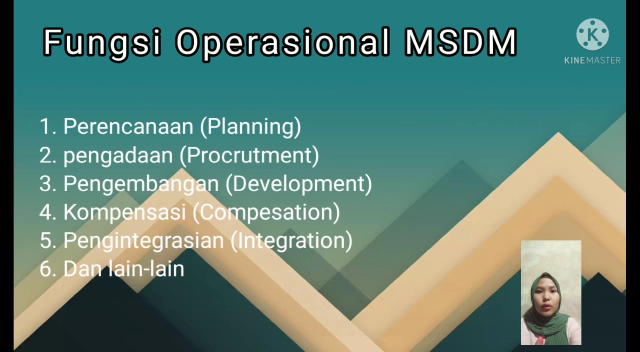 Fungsi Operasional MSDM
KINEMASTER
1. Perencanaan (Planning)
2. pengadaan (Procrutment)
3. Pengembangan (Development)
4. Kompensasi (Compesation)
5. Pengintegrasian (Integration)
6. Dan lain-lain